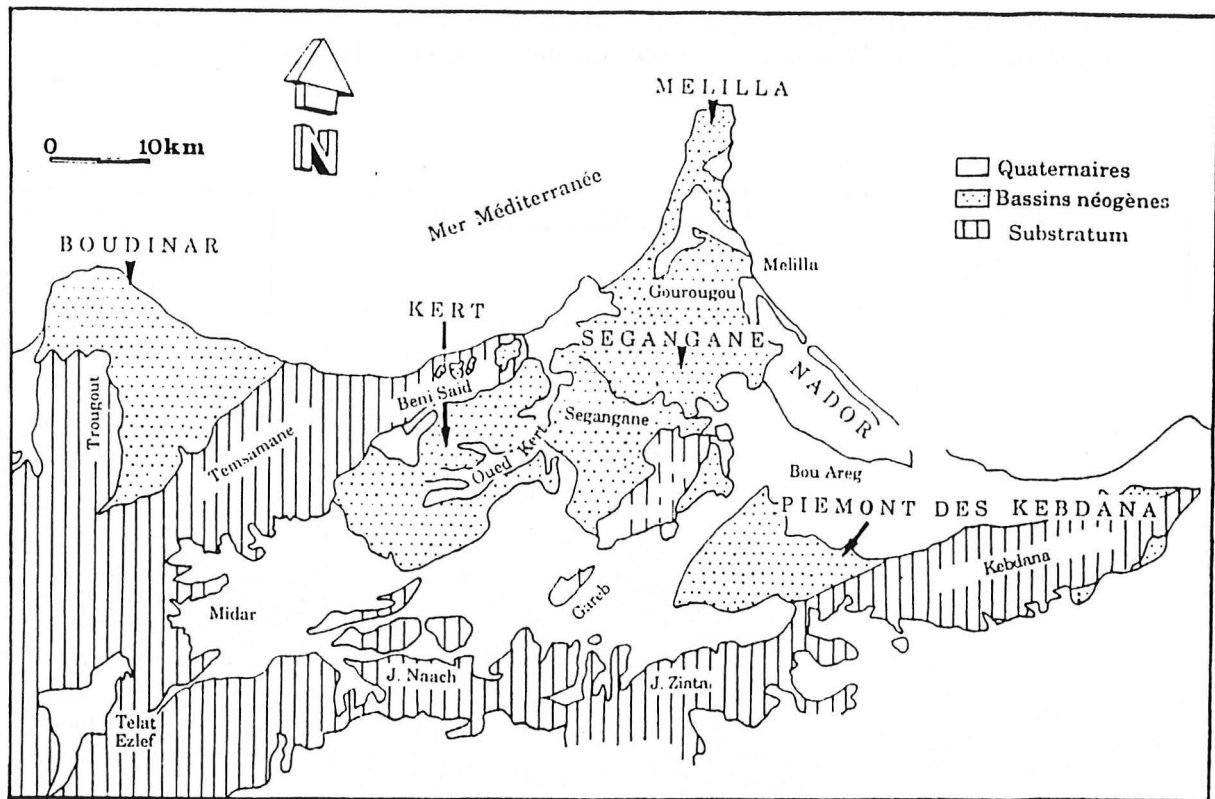 MELILLA
0 10km
N
Quaternaires
Bassins néogènes
Substratum
Mer Méditerranée
BOUDINAR
Melilla
Gourougou
KERT
SEGANGANE
NADOR
Beni Said
Trougout
Segangane
Temsamane
Oued Kert
Bou Areg
PIEMONT DES KEBDANA
Kebdana
Gareb
Midar
J. Naach
J. Zinta
Telat
Ezlef